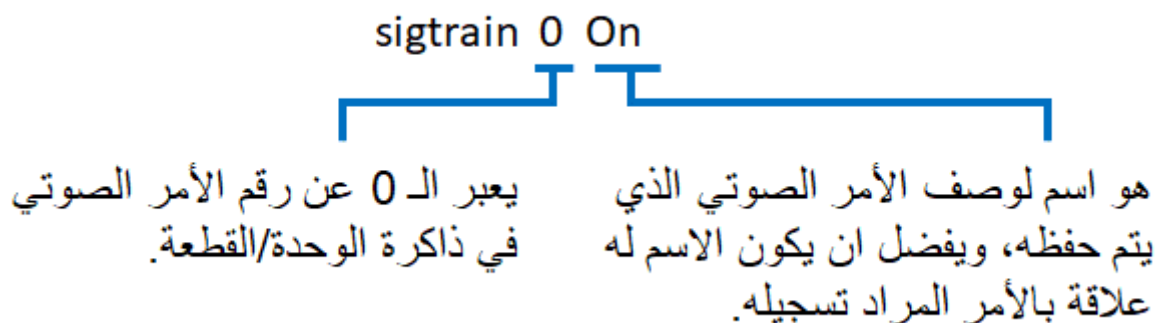 sigtrain 0 On
هو اسم لوصف الأمر الصوتي الذي
يتم حفظه، ويفضل ان يكون الاسم له
علاقة بالأمر المراد تسجيله.
يعبر الـ 0 عن رقم الأمر الصوتي
في ذاكرة الوحدة/القطعة.